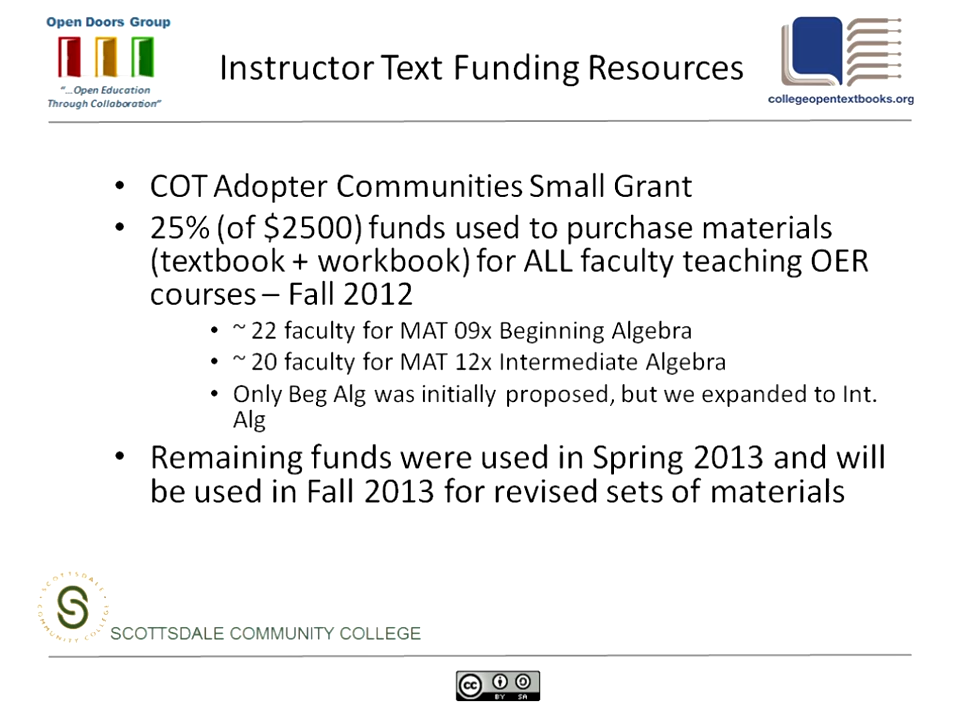 Open Doors Group
"...Open Education
Through Collaboration"
Instructor Text Funding Resources
collegeopentextbooks.org
• COT Adopter Communities Small Grant
• 25% (of $2500) funds used to purchase materials
(textbook + workbook) for ALL faculty teaching OER
courses – Fall 2012
• ~ 22 faculty for MAT 09x Beginning Algebra
• ~ 20 faculty for MAT 12x Intermediate Algebra
• Only Beg Alg was initially proposed, but we expanded to Int.
Alg
• Remaining funds were used in Spring 2013 and will
be used in Fall 2013 for revised sets of materials
SCOTTSDALE COMMUNITY COLLEGE
S
SCOTTSDALE COMMUNITY COLLEGE
cc
BY SA